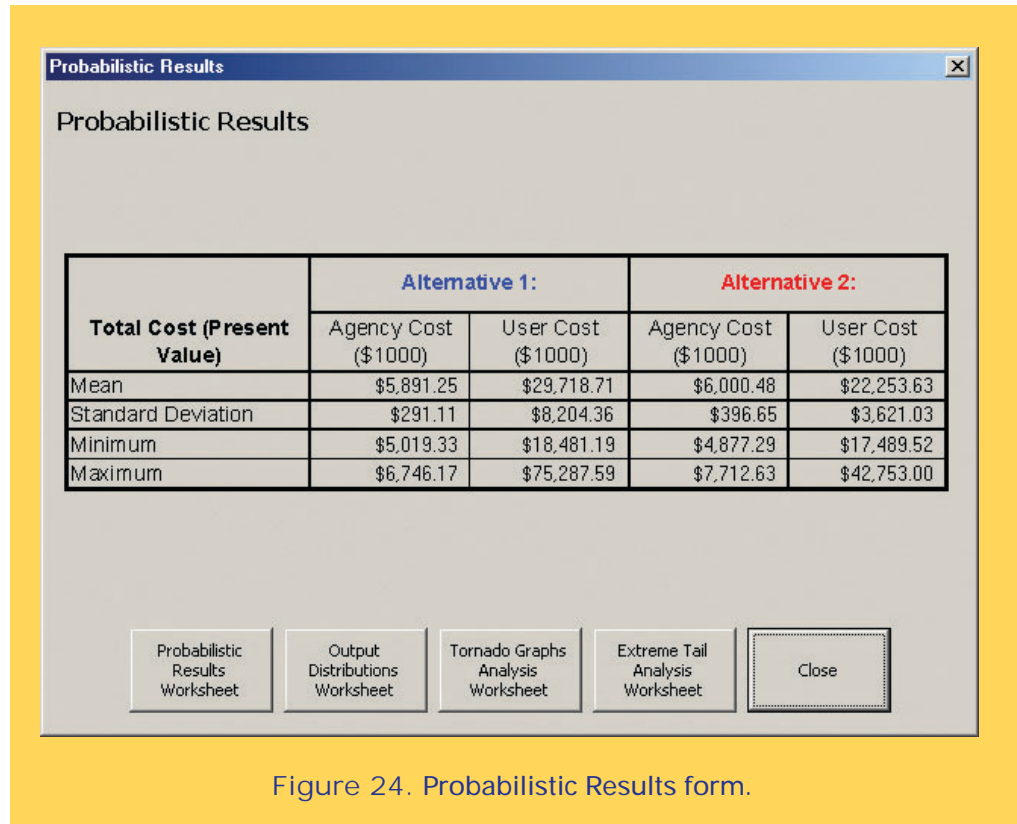 Probabilistic Results
Probabilistic Results
Alternative 1: Alternative 2:
Total Cost (Present Value) Agency Cost ($1000) User Cost ($1000) Agency Cost ($1000) User Cost ($1000)
Mean $5,891.25 $29,718.71 $6,000.48 $22,253.63
Standard Deviation $291.11 $8,204.36 $396.65 $3,621.03
Minimum $5,019.33 $18,481.19 $4,877.29 $17,489.52
Maximum $6,746.17 $75,287.59 $7,712.63 $42,753.00
Probabilistic Results Worksheet
Output Distributions Worksheet
Tornado Graphs Analysis Worksheet
Extreme Tail Analysis Worksheet
Close
Figure 24. Probabilistic Results form.